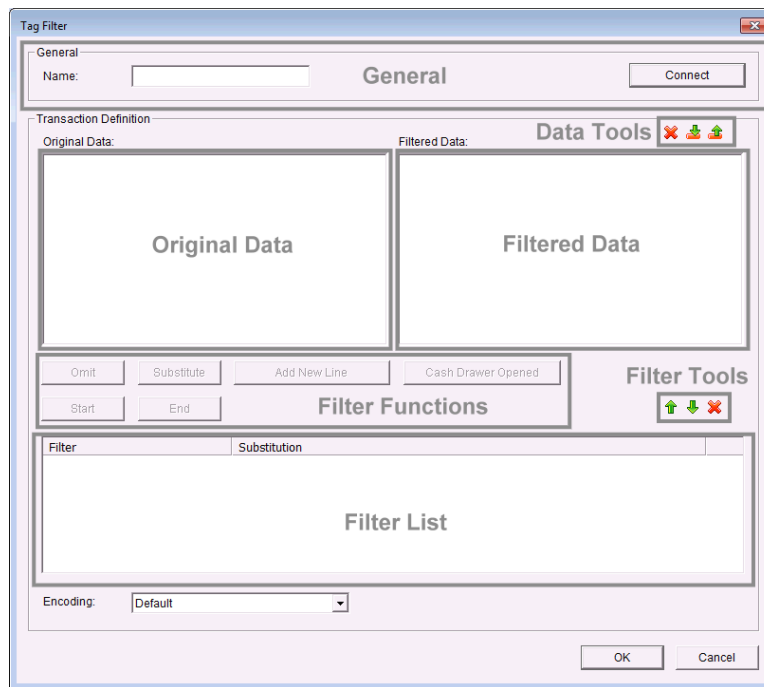 Tag Filter
General
Name: General Connect
Transaction Definition
Original Data: Filtered Data: Data Tools
Original Data Filtered Data
Omit Substitute Add New Line Cash Drawer Opened Filter Tools
Start End Filter Functions
Filter Substitution
Filter List
Encoding: Default
OK Cancel